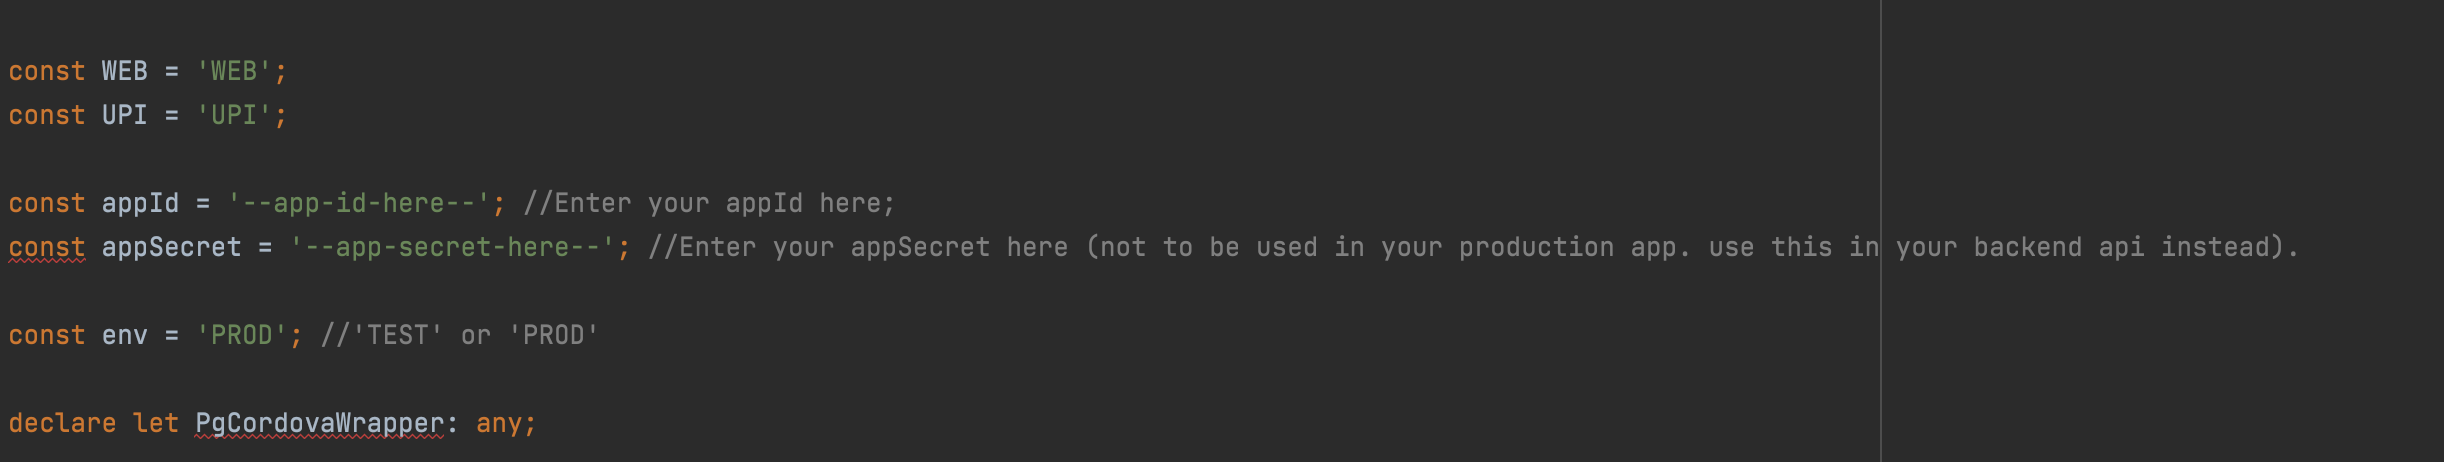 const WEB = 'WEB';
const UPI = 'UPI';
const appId = '--app-id-here--'; //Enter your appId here;
const appSecret = '--app-secret-here--'; //Enter your appSecret here (not to be used in your production app. use this in your backend api instead).
const env = 'PROD'; //'TEST' or 'PROD'
declare let PgCordovaWrapper: any;